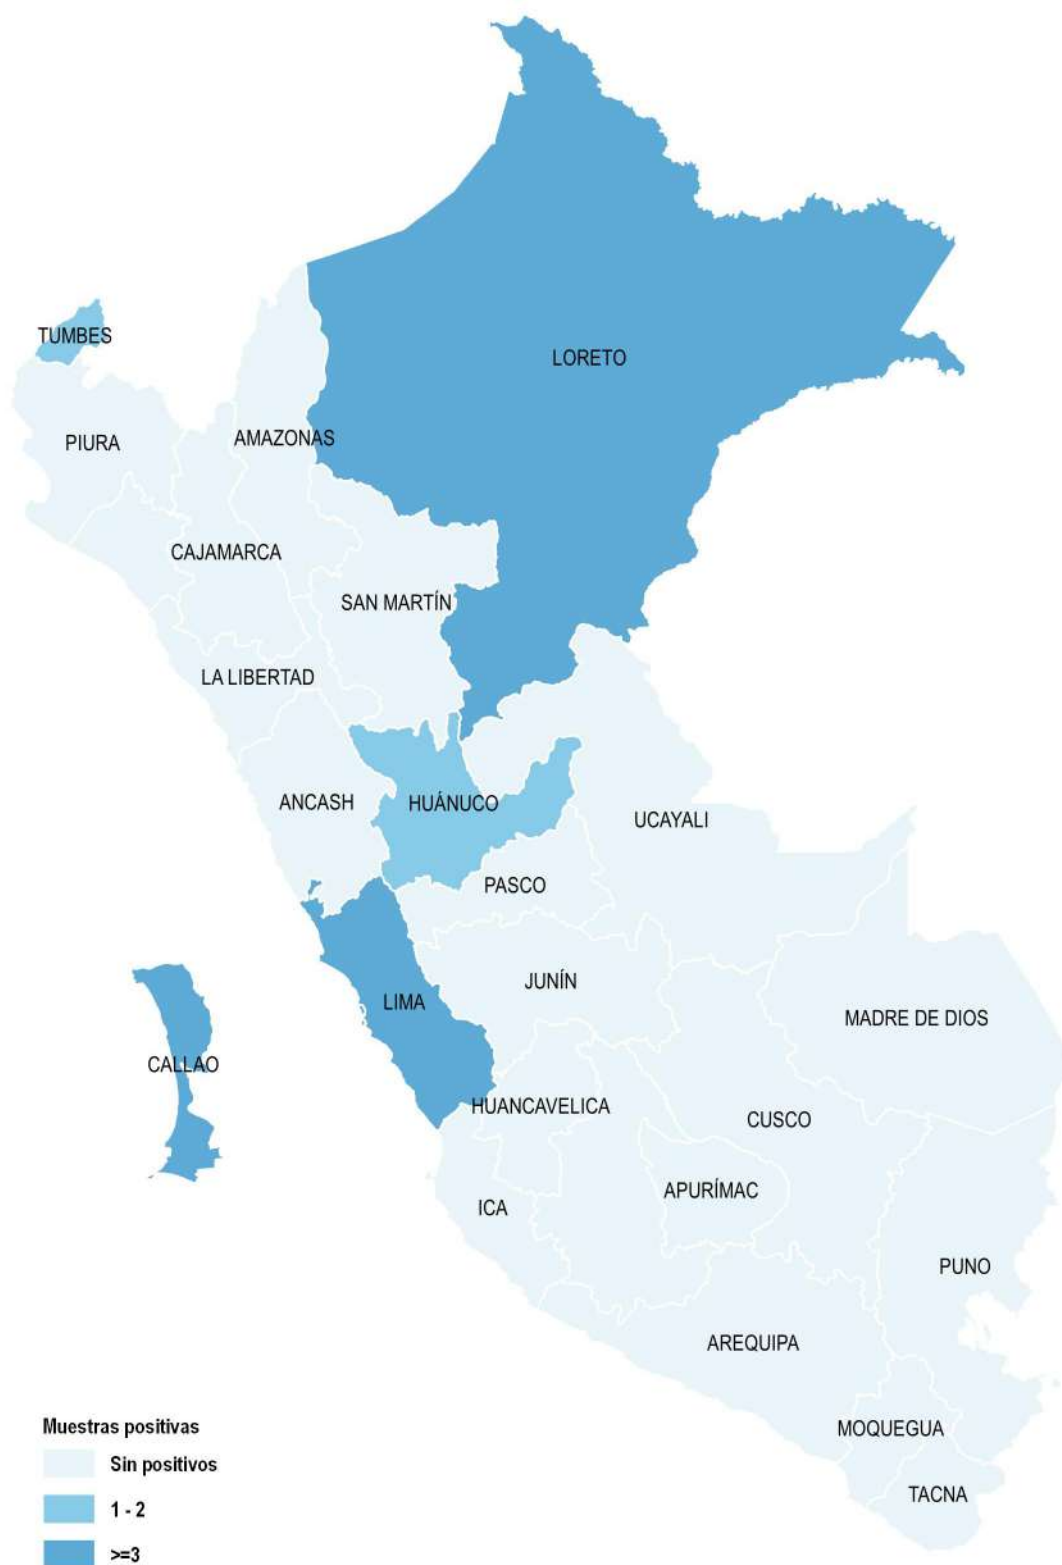 TUMBES
LORETO
PIURA
AMAZONAS
CAJAMARCA
SAN MARTÍN
LA LIBERTAD
ANCASH
HUÁNUCO
UCAYALI
PASCO
JUNÍN
LIMA
MADRE DE DIOS
CALLAO
HUANCAVELICA
CUSCO
APURÍMAC
ICA
PUNO
AREQUIPA
MOQUEGUA
TACNA
Muestras positivas
Sin positivos
1 - 2
>=3